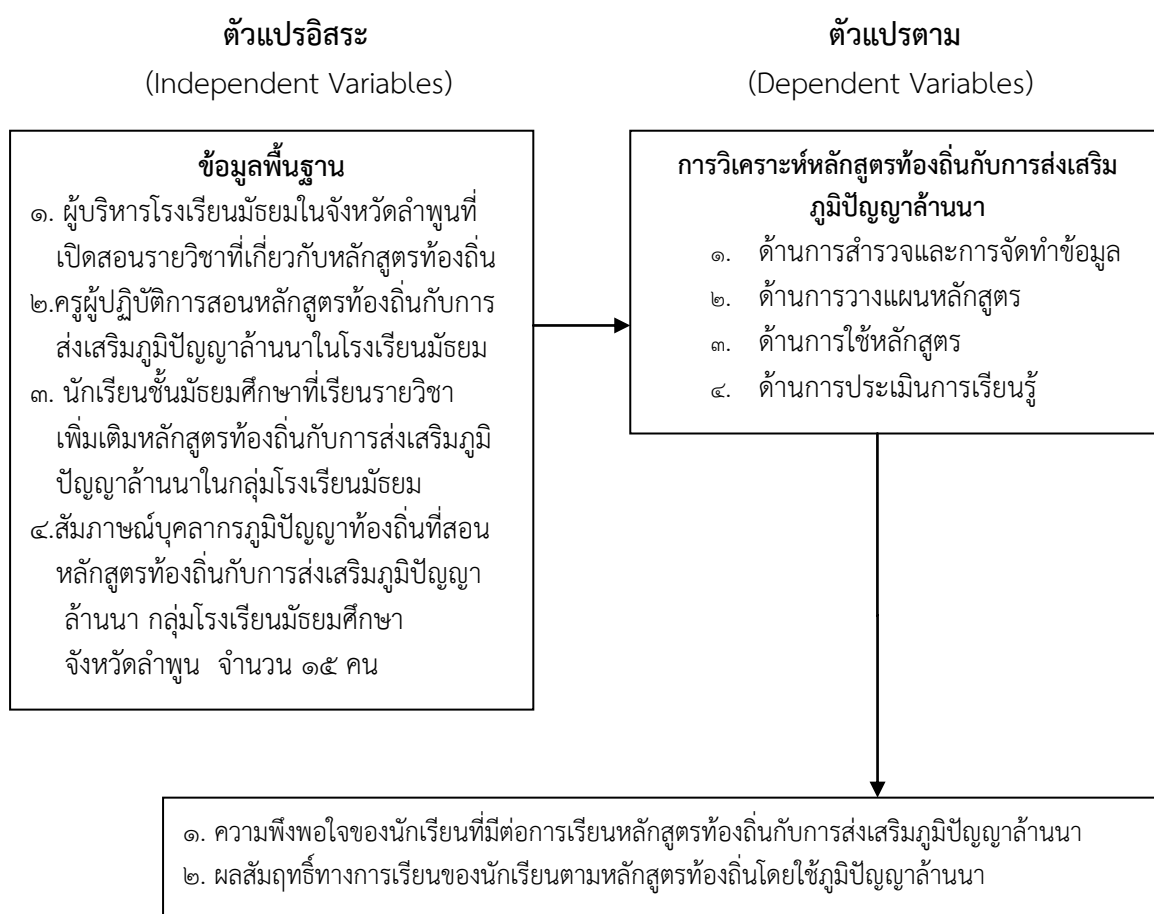 ตัวแปรอิสระ
(Independent Variables)
ข้อมูลพื้นฐาน
๑. ผู้บริหารโรงเรียนมัธยมในจังหวัดลำพูนที่
เปิดสอนรายวิชาที่เกี่ยวกับหลักสูตรท้องถิ่น
๒.ครูผู้ปฏิบัติการสอนหลักสูตรท้องถิ่นกับการ
ส่งเสริมภูมิปัญญาล้านนาในโรงเรียนมัธยม
๓. นักเรียนชั้นมัธยมศึกษาที่เรียนรายวิชา
เพิ่มเติมหลักสูตรท้องถิ่นกับการส่งเสริมภูมิ
ปัญญาล้านนาในกลุ่มโรงเรียนมัธยม
๔.สัมภาษณ์บุคลากรภูมิปัญญาท้องถิ่นที่สอน
หลักสูตรท้องถิ่นกับการส่งเสริมภูมิปัญญา
ล้านนา กลุ่มโรงเรียนมัธยมศึกษา
จังหวัดลำพูน จำนวน ๑๕ คน
ตัวแปรตาม
(Dependent Variables)
การวิเคราะห์หลักสูตรท้องถิ่นกับการส่งเสริม
ภูมิปัญญาล้านนา
๑. ด้านการสำรวจและการจัดทำข้อมูล
๒. ด้านการวางแผนหลักสูตร
๓. ด้านการใช้หลักสูตร
๔. ด้านการประเมินการเรียนรู้
๑. ความพึงพอใจของนักเรียนที่มีต่อการเรียนหลักสูตรท้องถิ่นกับการส่งเสริมภูมิปัญญาล้านนา
๒. ผลสัมฤทธิ์ทางการเรียนของนักเรียนตามหลักสูตรท้องถิ่นโดยใช้ภูมิปัญญาล้านนา